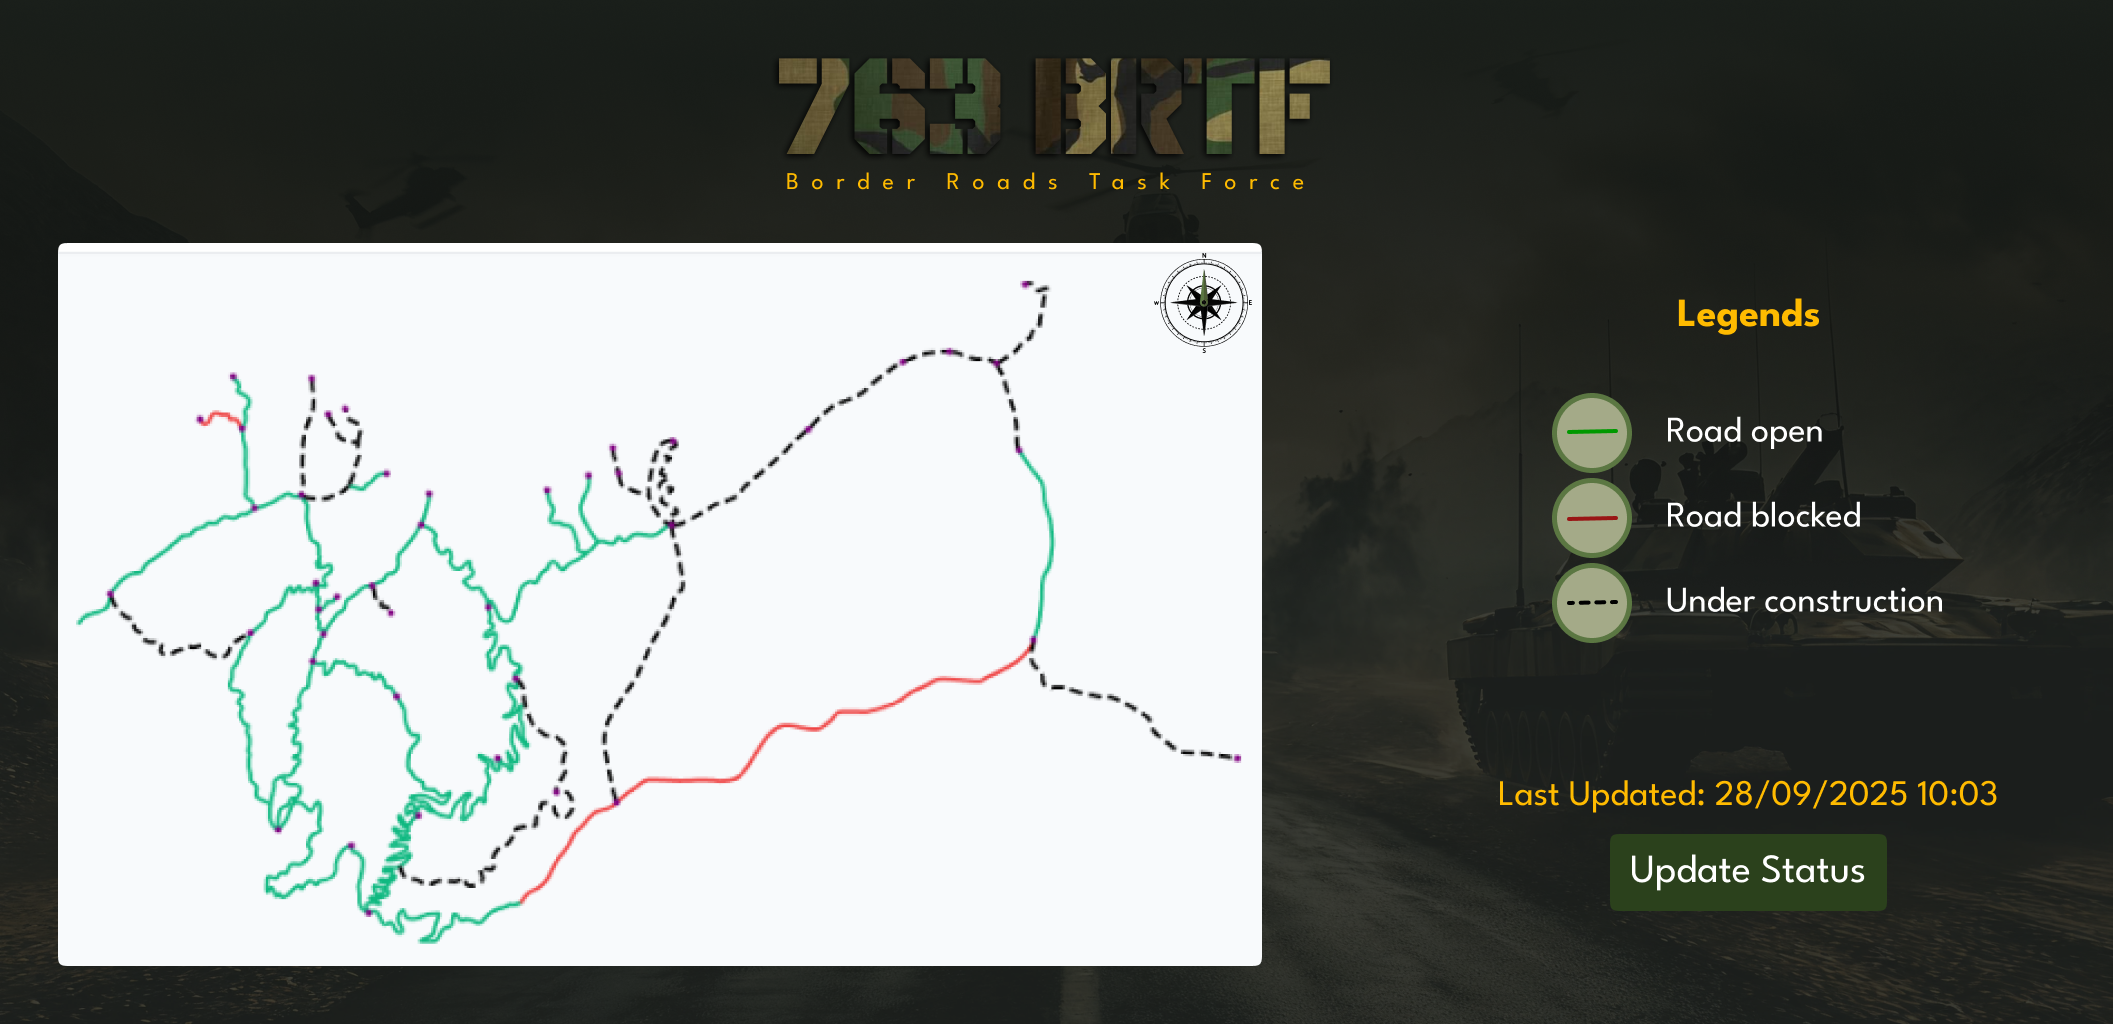 763 BRTF
Border Roads Task Force
N
W
E
S
Legends
Road open
Road blocked
Under construction
Last Updated: 28/09/2025 10:03
Update Status